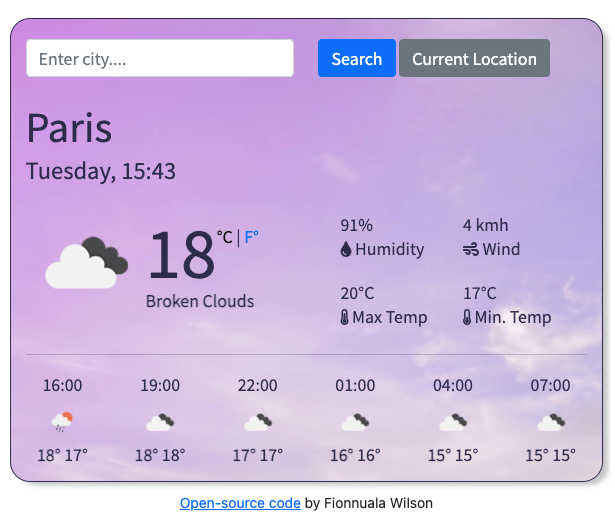 Enter city....
Search
Current Location
Paris
Tuesday, 15:43
18 °C | F°
Broken Clouds
91%
Humidity
4 kmh
Wind
20°C
Max Temp
17°C
Min. Temp
16:00 19:00 22:00 01:00 04:00 07:00
18° 17° 18° 18° 17° 17° 16° 16° 15° 15° 15° 15°
Open-source code by Fionnuala Wilson